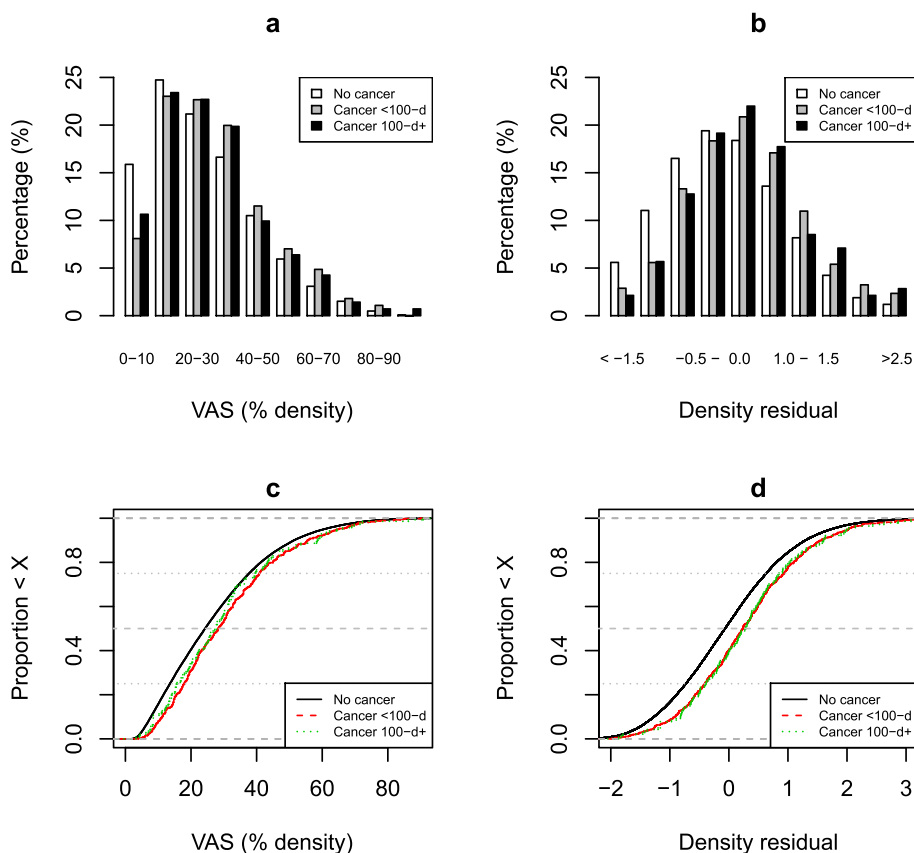 a
25
20
15
10
5
0
Percentage (%)
No cancer
Cancer <100−d
Cancer 100−d+
0−10
20−30
40−50
60−70
80−90
VAS (% density)
b
25
20
15
10
5
0
Percentage (%)
No cancer
Cancer <100−d
Cancer 100−d+
< −1.5
−0.5 − 0.0
1.0 − 1.5
>2.5
Density residual
c
0.8
0.4
0.0
Proportion < X
No cancer
Cancer <100−d
Cancer 100−d+
0
20
40
60
80
VAS (% density)
d
0.8
0.4
0.0
Proportion < X
No cancer
Cancer <100−d
Cancer 100−d+
−2
−1
0
1
2
3
Density residual